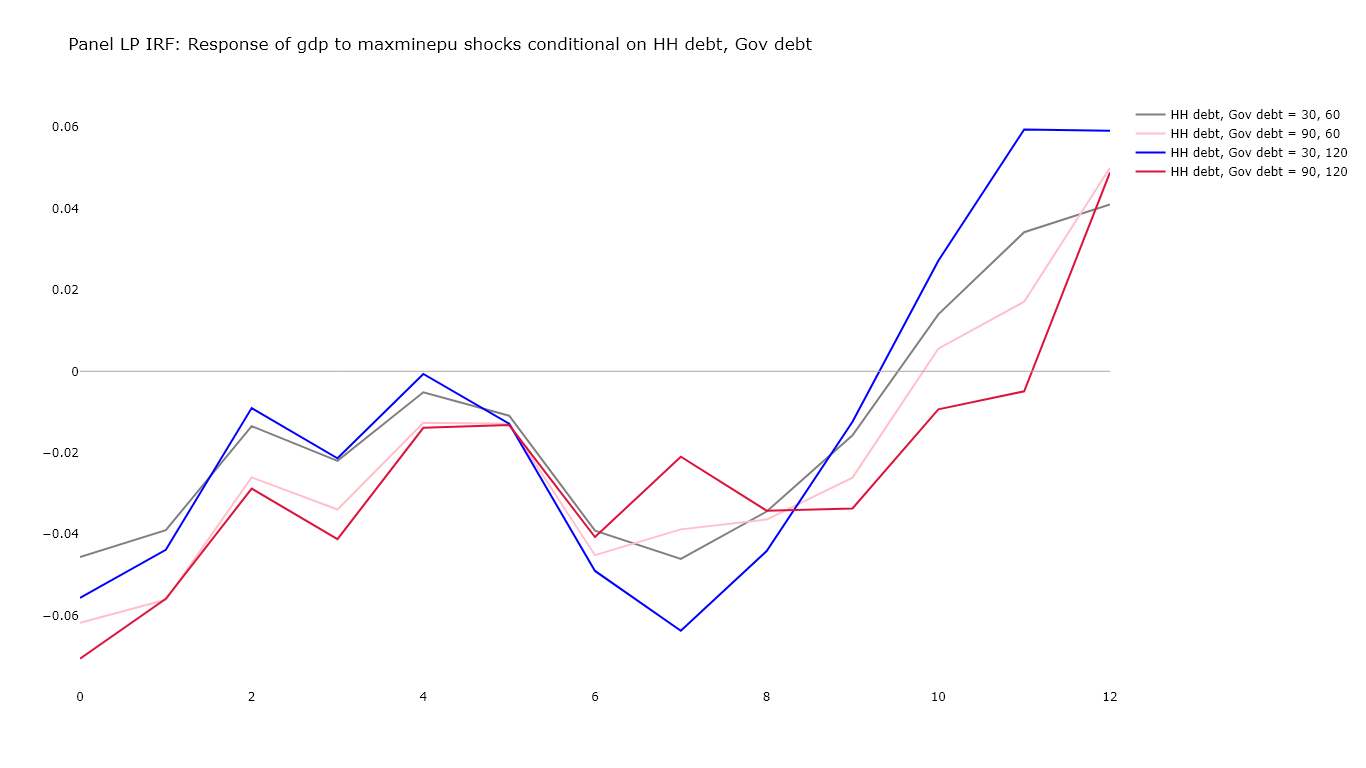 Panel LP IRF: Response of gdp to maxminepu shocks conditional on HH debt, Gov debt
HH debt, Gov debt = 30, 60
HH debt, Gov debt = 90, 60
HH debt, Gov debt = 30, 120
HH debt, Gov debt = 90, 120
0.06
0.04
0.02
0
−0.02
−0.04
−0.06
0 2 4 6 8 10 12